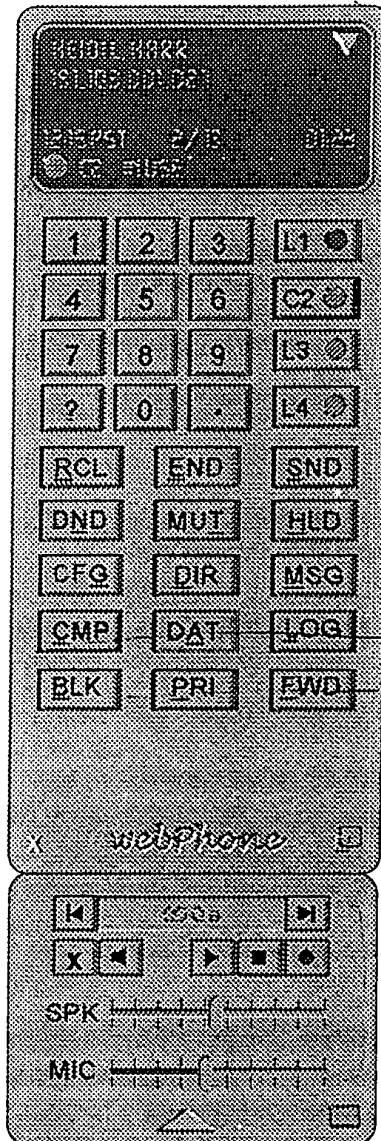 1 2 3 L1
4 5 6 C2
7 8 9 L3
? 0 . L4
RCL END SND
DND MUT HLD
CFG DIR MSG
CMP DAT LOG
BLK PRI FWD
X webPhone
X
SPK
MIC